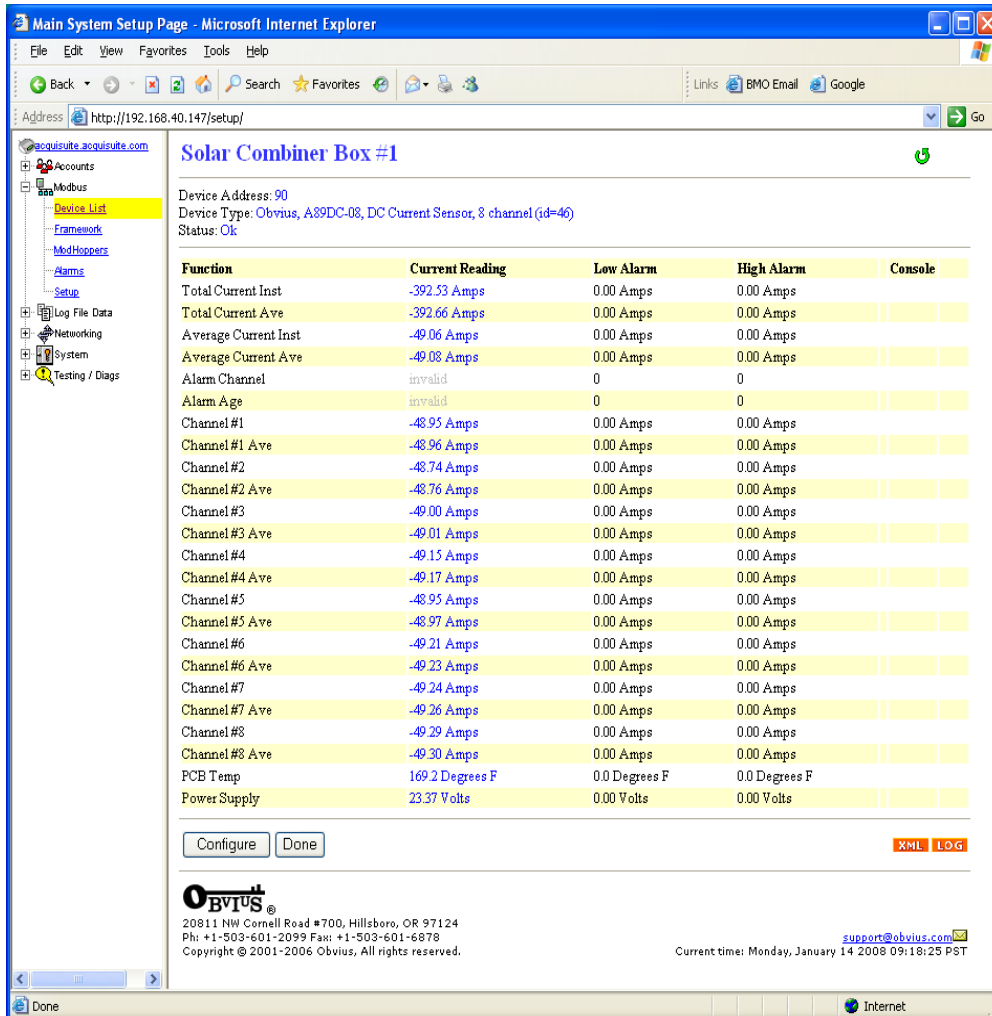 Main System Setup Page - Microsoft Internet Explorer
File Edit View Favorites Tools Help
Back Search Favorites Links BMO Email Google
Address http://192.168.40.147/setup/ Go
acquisuite.acquisuite.com
Accounts
Modbus
Device List
Framework
ModHoppers
Alarms
Setup
Log File Data
Networking
System
Testing / Diags
Solar Combiner Box #1
Device Address: 90
Device Type: Obvius, A89DC-08, DC Current Sensor, 8 channel (id=46)
Status: Ok
Function Current Reading Low Alarm High Alarm Console
Total Current Inst -392.53 Amps 0.00 Amps 0.00 Amps
Total Current Ave -392.66 Amps 0.00 Amps 0.00 Amps
Average Current Inst -49.06 Amps 0.00 Amps 0.00 Amps
Average Current Ave -49.08 Amps 0.00 Amps 0.00 Amps
Alarm Channel invalid 0 0
Alarm Age invalid 0 0
Channel #1 -48.95 Amps 0.00 Amps 0.00 Amps
Channel #1 Ave -48.96 Amps 0.00 Amps 0.00 Amps
Channel #2 -48.74 Amps 0.00 Amps 0.00 Amps
Channel #2 Ave -48.76 Amps 0.00 Amps 0.00 Amps
Channel #3 -49.00 Amps 0.00 Amps 0.00 Amps
Channel #3 Ave -49.01 Amps 0.00 Amps 0.00 Amps
Channel #4 -49.15 Amps 0.00 Amps 0.00 Amps
Channel #4 Ave -49.17 Amps 0.00 Amps 0.00 Amps
Channel #5 -48.95 Amps 0.00 Amps 0.00 Amps
Channel #5 Ave -48.97 Amps 0.00 Amps 0.00 Amps
Channel #6 -49.21 Amps 0.00 Amps 0.00 Amps
Channel #6 Ave -49.23 Amps 0.00 Amps 0.00 Amps
Channel #7 -49.24 Amps 0.00 Amps 0.00 Amps
Channel #7 Ave -49.26 Amps 0.00 Amps 0.00 Amps
Channel #8 -49.29 Amps 0.00 Amps 0.00 Amps
Channel #8 Ave -49.30 Amps 0.00 Amps 0.00 Amps
PCB Temp 169.2 Degrees F 0.0 Degrees F 0.0 Degrees F
Power Supply 23.37 Volts 0.00 Volts 0.00 Volts
Configure Done XML LOG
OBVIUS ®
20811 NW Cornell Road #700, Hillsboro, OR 97124
Ph: +1-503-601-2099 Fax: +1-503-601-6878 support@obvius.com
Copyright © 2001-2006 Obvius, All rights reserved. Current time: Monday, January 14 2008 09:18:25 PST
Done Internet